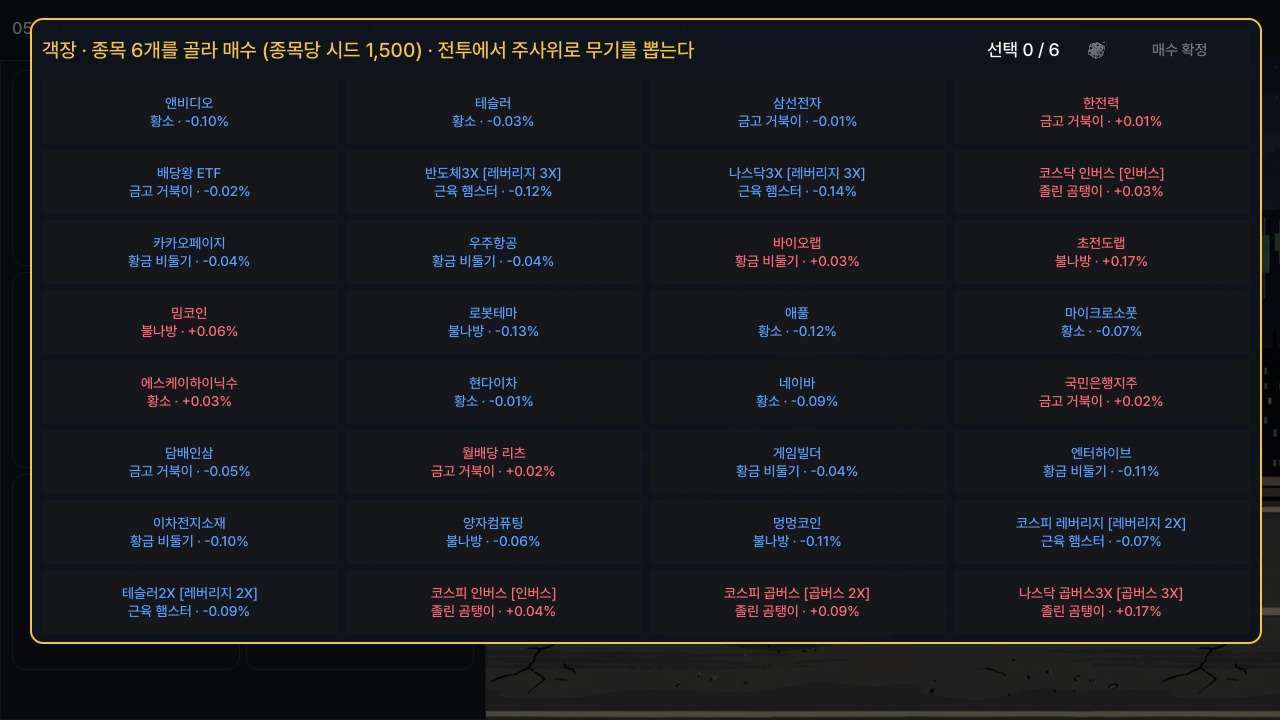 05
객장 · 종목 6개를 골라 매수 (종목당 시드 1,500) · 전투에서 주사위로 무기를 뽑는다
선택 0 / 6
매수 확정
앤비디오
황소 · -0.10%
테슬러
황소 · -0.03%
삼선전자
금고 거북이 · -0.01%
한전력
금고 거북이 · +0.01%
배당왕 ETF
금고 거북이 · -0.02%
반도체3X [레버리지 3X]
근육 햄스터 · -0.12%
나스닥3X [레버리지 3X]
근육 햄스터 · -0.14%
코스닥 인버스 [인버스]
졸린 곰탱이 · +0.03%
카카오페이지
황금 비둘기 · -0.04%
우주항공
황금 비둘기 · -0.04%
바이오랩
황금 비둘기 · +0.03%
초전도랩
불나방 · +0.17%
밈코인
불나방 · +0.06%
로봇테마
불나방 · -0.13%
애풀
황소 · -0.12%
마이크로소풋
황소 · -0.07%
에스케이하이닉수
황소 · +0.03%
현다이차
황소 · -0.01%
네이바
황소 · -0.09%
국민은행지주
금고 거북이 · +0.02%
담배인삼
금고 거북이 · -0.05%
월배당 리츠
금고 거북이 · +0.02%
게임빌더
황금 비둘기 · -0.04%
엔터하이브
황금 비둘기 · -0.11%
이차전지소재
황금 비둘기 · -0.10%
양자컴퓨팅
불나방 · -0.06%
멍멍코인
불나방 · -0.11%
코스피 레버리지 [레버리지 2X]
근육 햄스터 · -0.07%
테슬러2X [레버리지 2X]
근육 햄스터 · -0.09%
코스피 인버스 [인버스]
졸린 곰탱이 · +0.04%
코스피 곱버스 [곱버스 2X]
졸린 곰탱이 · +0.09%
나스닥 곱버스3X [곱버스 3X]
졸린 곰탱이 · +0.17%